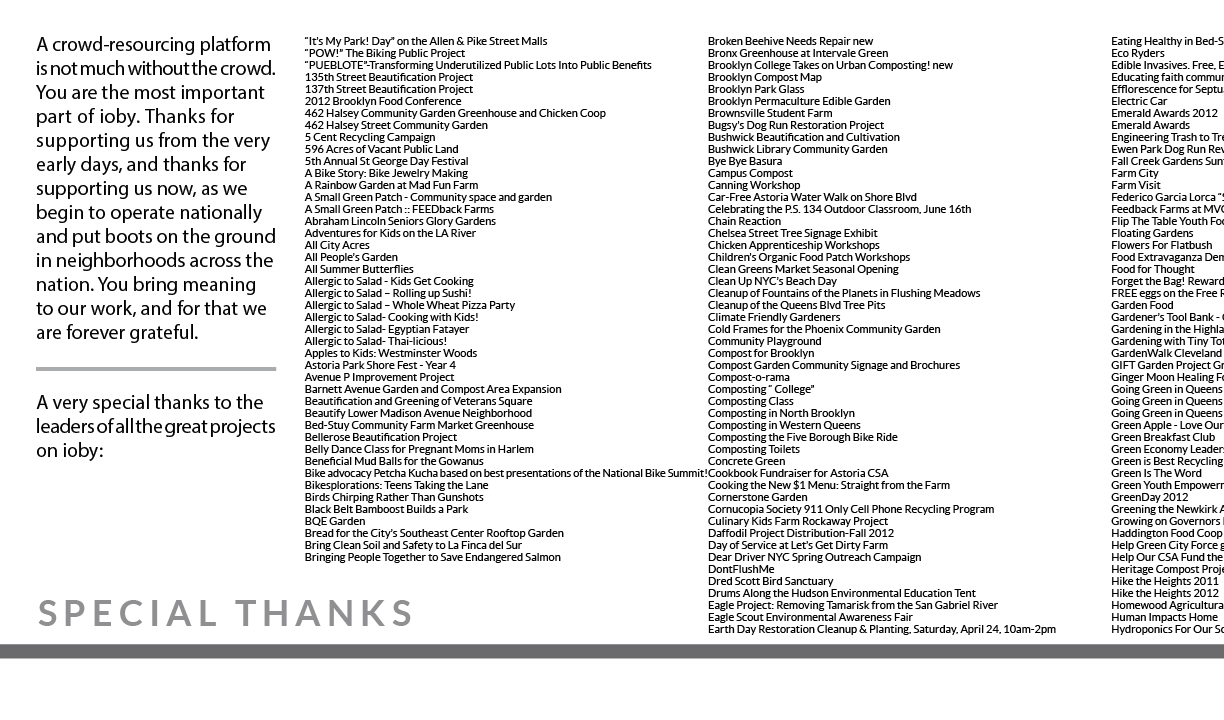 A crowd-resourcing platform
is not much without the crowd.
You are the most important
part of ioby. Thanks for
supporting us from the very
early days, and thanks for
supporting us now, as we
begin to operate nationally
and put boots on the ground
in neighborhoods across the
nation. You bring meaning
to our work, and for that we
are forever grateful.
A very special thanks to the
leaders of all the great projects
on ioby:
SPECIAL THANKS
"It's My Park! Day" on the Allen & Pike Street Malls
"POW!" The Biking Public Project
"PUEBLOTE"-Transforming Underutilized Public Lots Into Public Benefits
135th Street Beautification Project
137th Street Beautification Project
2012 Brooklyn Food Conference
462 Halsey Community Garden Greenhouse and Chicken Coop
462 Halsey Street Community Garden
5 Cent Recycling Campaign
596 Acres of Vacant Public Land
5th Annual St George Day Festival
A Bike Story: Bike Jewelry Making
A Rainbow Garden at Mad Fun Farm
A Small Green Patch - Community space and garden
A Small Green Patch :: FEEDback Farms
Abraham Lincoln Seniors Glory Gardens
Adventures for Kids on the LA River
All City Acres
All People's Garden
All Summer Butterflies
Allergic to Salad - Kids Get Cooking
Allergic to Salad – Rolling up Sushi!
Allergic to Salad – Whole Wheat Pizza Party
Allergic to Salad- Cooking with Kids!
Allergic to Salad- Egyptian Fatayer
Allergic to Salad- Thai-licious!
Apples to Kids: Westminster Woods
Astoria Park Shore Fest - Year 4
Avenue P Improvement Project
Barnett Avenue Garden and Compost Area Expansion
Beautification and Greening of Veterans Square
Beautify Lower Madison Avenue Neighborhood
Bed-Stuy Community Farm Market Greenhouse
Bellerose Beautification Project
Belly Dance Class for Pregnant Moms in Harlem
Beneficial Mud Balls for the Gowanus
Bike advocacy Petcha Kucha based on best presentations of the National Bike Summit!
Bikesplorations: Teens Taking the Lane
Birds Chirping Rather Than Gunshots
Black Belt Bamboost Builds a Park
BQE Garden
Bread for the City's Southeast Center Rooftop Garden
Bring Clean Soil and Safety to La Finca del Sur
Bringing People Together to Save Endangered Salmon
Broken Beehive Needs Repair new
Bronx Greenhouse at Intervale Green
Brooklyn College Takes on Urban Composting! new
Brooklyn Compost Map
Brooklyn Park Glass
Brooklyn Permaculture Edible Garden
Brownsville Student Farm
Bugsy's Dog Run Restoration Project
Bushwick Beautification and Cultivation
Bushwick Library Community Garden
Bye Bye Basura
Campus Compost
Canning Workshop
Car-Free Astoria Water Walk on Shore Blvd
Celebrating the P.S. 134 Outdoor Classroom, June 16th
Chain Reaction
Chelsea Street Tree Signage Exhibit
Chicken Apprenticeship Workshops
Children's Organic Food Patch Workshops
Clean Greens Market Seasonal Opening
Clean Up NYC's Beach Day
Cleanup of Fountains of the Planets in Flushing Meadows
Cleanup of the Queens Blvd Tree Pits
Climate Friendly Gardeners
Cold Frames for the Phoenix Community Garden
Community Playground
Compost for Brooklyn
Compost Garden Community Signage and Brochures
Compost-o-rama
Composting " College"
Composting Class
Composting in North Brooklyn
Composting in Western Queens
Composting the Five Borough Bike Ride
Composting Toilets
Concrete Green
Cookbook Fundraiser for Astoria CSA
Cooking the New $1 Menu: Straight from the Farm
Cornerstone Garden
Cornucopia Society 911 Only Cell Phone Recycling Program
Culinary Kids Farm Rockaway Project
Daffodil Project Distribution-Fall 2012
Day of Service at Let's Get Dirty Farm
Dear Driver NYC Spring Outreach Campaign
DontFlushMe
Dred Scott Bird Sanctuary
Drums Along the Hudson Environmental Education Tent
Eagle Project: Removing Tamarisk from the San Gabriel River
Eagle Scout Environmental Awareness Fair
Earth Day Restoration Cleanup & Planting, Saturday, April 24, 10am-2pm
Eating Healthy in Bed-S
Eco Ryders
Edible Invasives. Free, E
Educating faith commu
Efflorescence for Septu
Electric Car
Emerald Awards 2012
Emerald Awards
Engineering Trash to Tre
Ewen Park Dog Run Rev
Fall Creek Gardens Sun
Farm City
Farm Visit
Federico Garcia Lorca "S
Feedback Farms at MVC
Flip The Table Youth Foo
Floating Gardens
Flowers For Flatbush
Food Extravaganza Dem
Food for Thought
Forget the Bag! Reward
FREE eggs on the Free R
Garden Food
Gardener's Tool Bank -
Gardening in the Highla
Gardening with Tiny Tot
GardenWalk Cleveland
GIFT Garden Project Gr
Ginger Moon Healing Fo
Going Green in Queens
Going Green in Queens
Going Green in Queens
Green Apple - Love Our
Green Breakfast Club
Green Economy Leader
Green is Best Recycling
Green Is The Word
Green Youth Empower
GreenDay 2012
Greening the Newkirk A
Growing on Governors
Haddington Food Coop
Help Green City Force g
Help Our CSA Fund the
Heritage Compost Proje
Hike the Heights 2011
Hike the Heights 2012
Homewood Agricultura
Human Impacts Home
Hydroponics For Our Sc